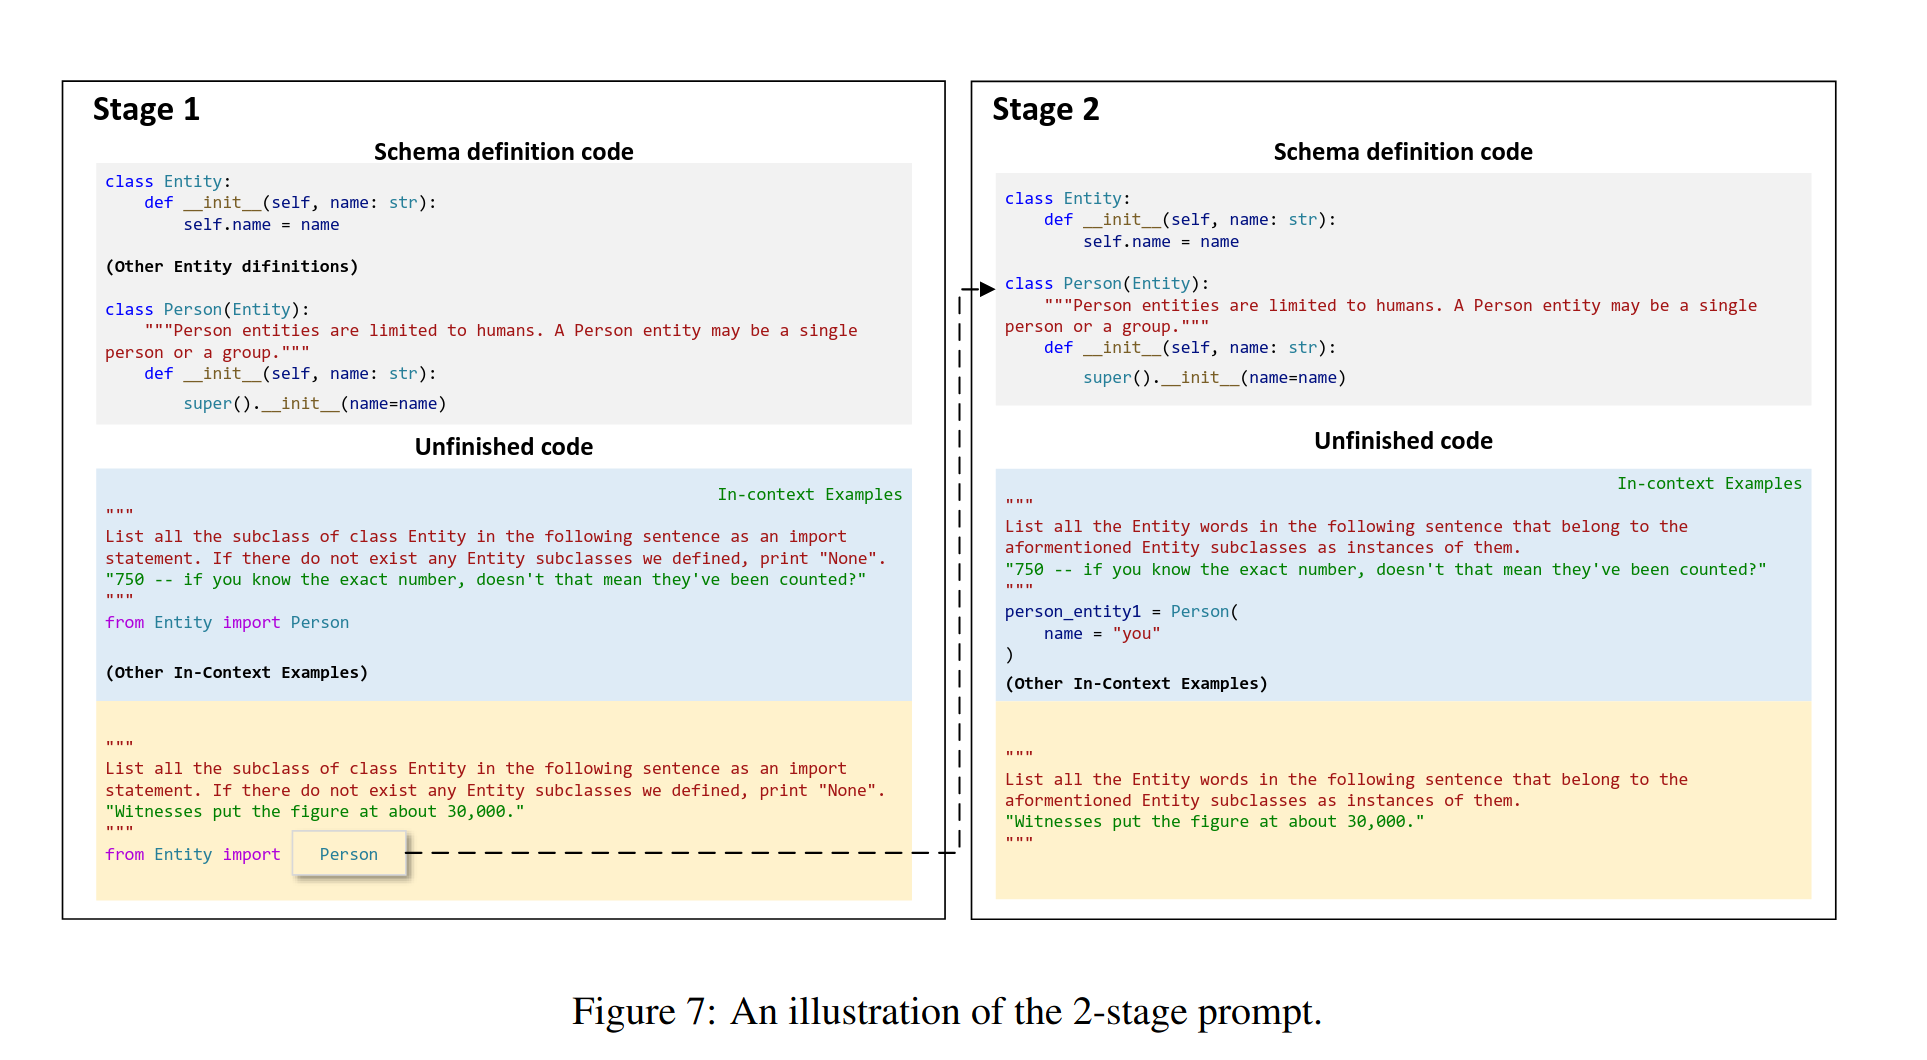 Stage 1
Schema definition code
class Entity:
    def __init__(self, name: str):
        self.name = name
(Other Entity difinitions)
class Person(Entity):
    """Person entities are limited to humans. A Person entity may be a single
person or a group."""
    def __init__(self, name: str):
        super().__init__(name=name)
Unfinished code
In-context Examples
"""
List all the subclass of class Entity in the following sentence as an import
statement. If there do not exist any Entity subclasses we defined, print "None".
"750 -- if you know the exact number, doesn't that mean they've been counted?"
"""
from Entity import Person
(Other In-Context Examples)
"""
List all the subclass of class Entity in the following sentence as an import
statement. If there do not exist any Entity subclasses we defined, print "None".
"Witnesses put the figure at about 30,000."
"""
from Entity import Person
Stage 2
Schema definition code
class Entity:
    def __init__(self, name: str):
        self.name = name
class Person(Entity):
    """Person entities are limited to humans. A Person entity may be a single
person or a group."""
    def __init__(self, name: str):
        super().__init__(name=name)
Unfinished code
In-context Examples
"""
List all the Entity words in the following sentence that belong to the
aformentioned Entity subclasses as instances of them.
"750 -- if you know the exact number, doesn't that mean they've been counted?"
"""
person_entity1 = Person(
    name = "you"
)
(Other In-Context Examples)
"""
List all the Entity words in the following sentence that belong to the
aformentioned Entity subclasses as instances of them.
"Witnesses put the figure at about 30,000."
"""
Figure 7: An illustration of the 2-stage prompt.